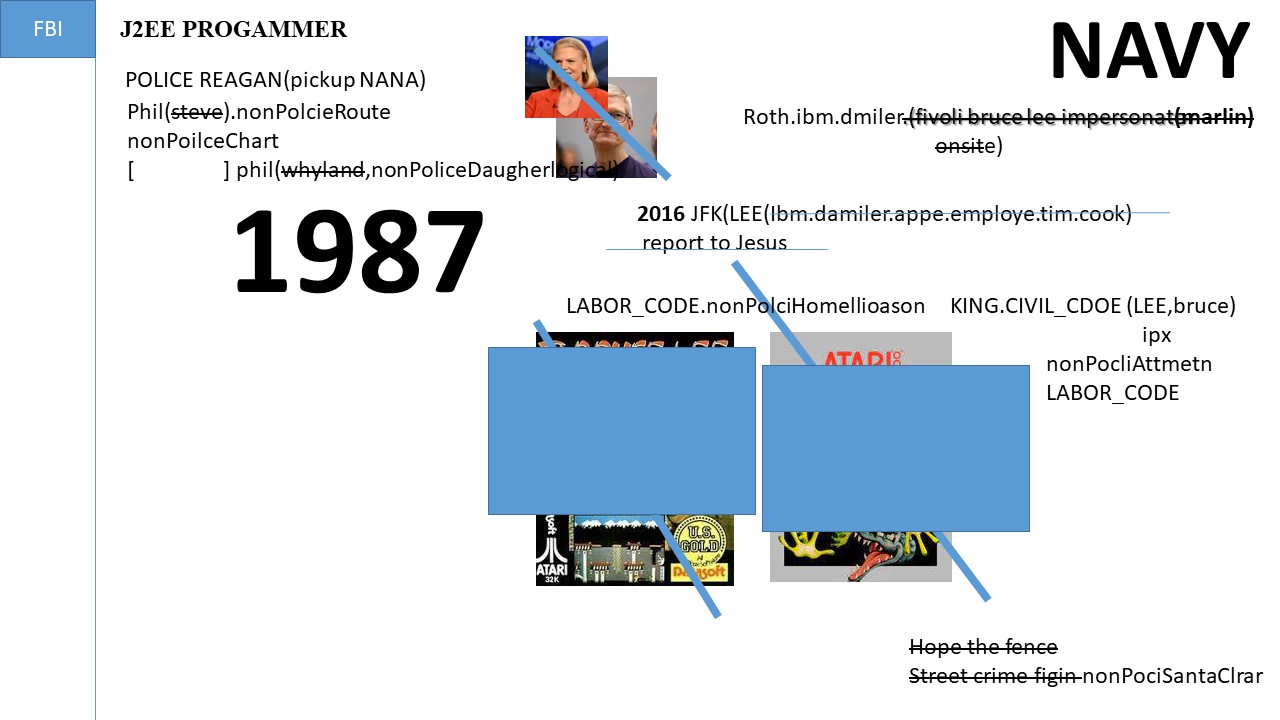 FBI
J2EE PROGAMMER
NAVY
POLICE REAGAN(pickup NANA)
Phil(steve).nonPolcieRoute
nonPoilceChart
[ ] phil(whyland,nonPoliceDaugherlogical)
Roth.ibm.dmiler.(fivoli bruce lee impersonator (marlin)
onsite)
1987
2016 JFK(LEE(Ibm.damiler.appe.employe.tim.cook)
report to Jesus
LABOR_CODE.nonPolciHomellioason
KING.CIVIL_CDOE (LEE,bruce)
ipx
nonPocliAttmetn
LABOR_CODE
ATARI
ATARI
32K
U.S.
GOLD
Datasoft
Hope the fence
Street crime figin nonPociSantaClrar